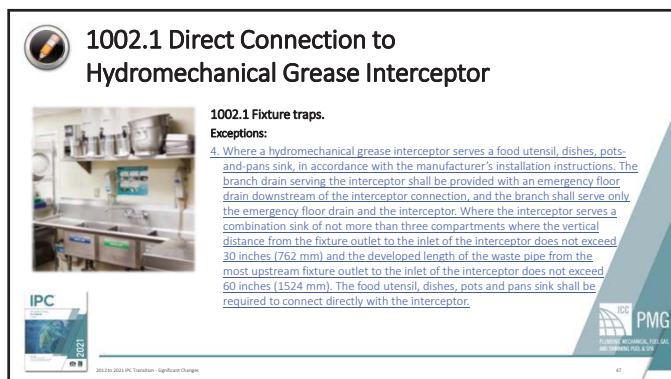 1002.1 Direct Connection to
Hydromechanical Grease Interceptor
1002.1 Fixture traps.
Exceptions:
4. Where a hydromechanical grease interceptor serves a food utensil, dishes, pots-
and-pans sink, in accordance with the manufacturer's installation instructions. The
branch drain serving the interceptor shall be provided with an emergency floor
drain downstream of the interceptor connection, and the branch shall serve only
the emergency floor drain and the interceptor. Where the interceptor serves a
combination sink of not more than three compartments where the vertical
distance from the fixture outlet to the inlet of the interceptor does not exceed
30 inches (762 mm) and the developed length of the waste pipe from the
most upstream fixture outlet to the inlet of the interceptor does not exceed
60 inches (1524 mm). The food utensil, dishes, pots and pans sink shall be
required to connect directly with the interceptor.
IPC
2021
ICC
PMG
PLUMBING, MECHANICAL, FUEL GAS
AND SWIMMING POOL & SPA
2012 to 2021 IPC Transition - Significant Changes
67